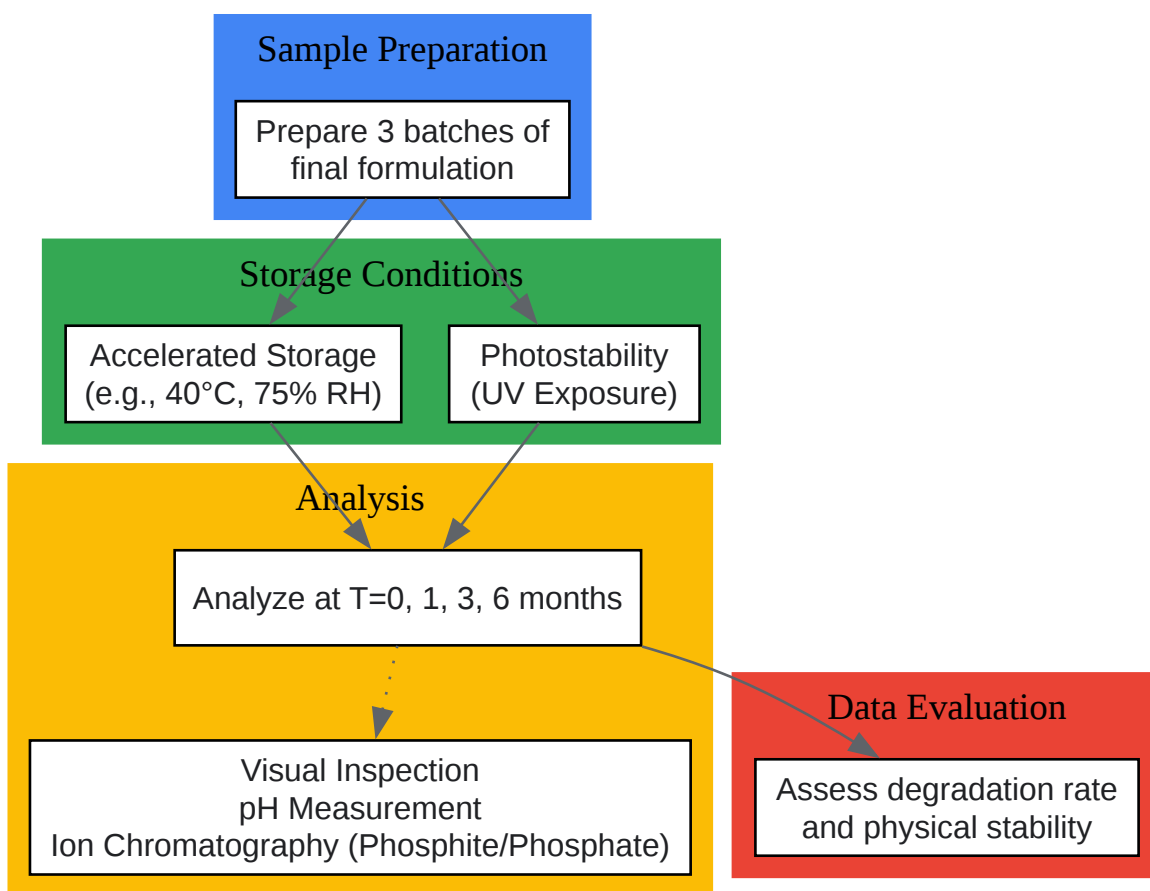 Sample Preparation
Prepare 3 batches of
final formulation
Storage Conditions
Accelerated Storage
(e.g., 40°C, 75% RH)
Photostability
(UV Exposure)
Analysis
Analyze at T=0, 1, 3, 6 months
Visual Inspection
pH Measurement
Ion Chromatography (Phosphite/Phosphate)
Data Evaluation
Assess degradation rate
and physical stability